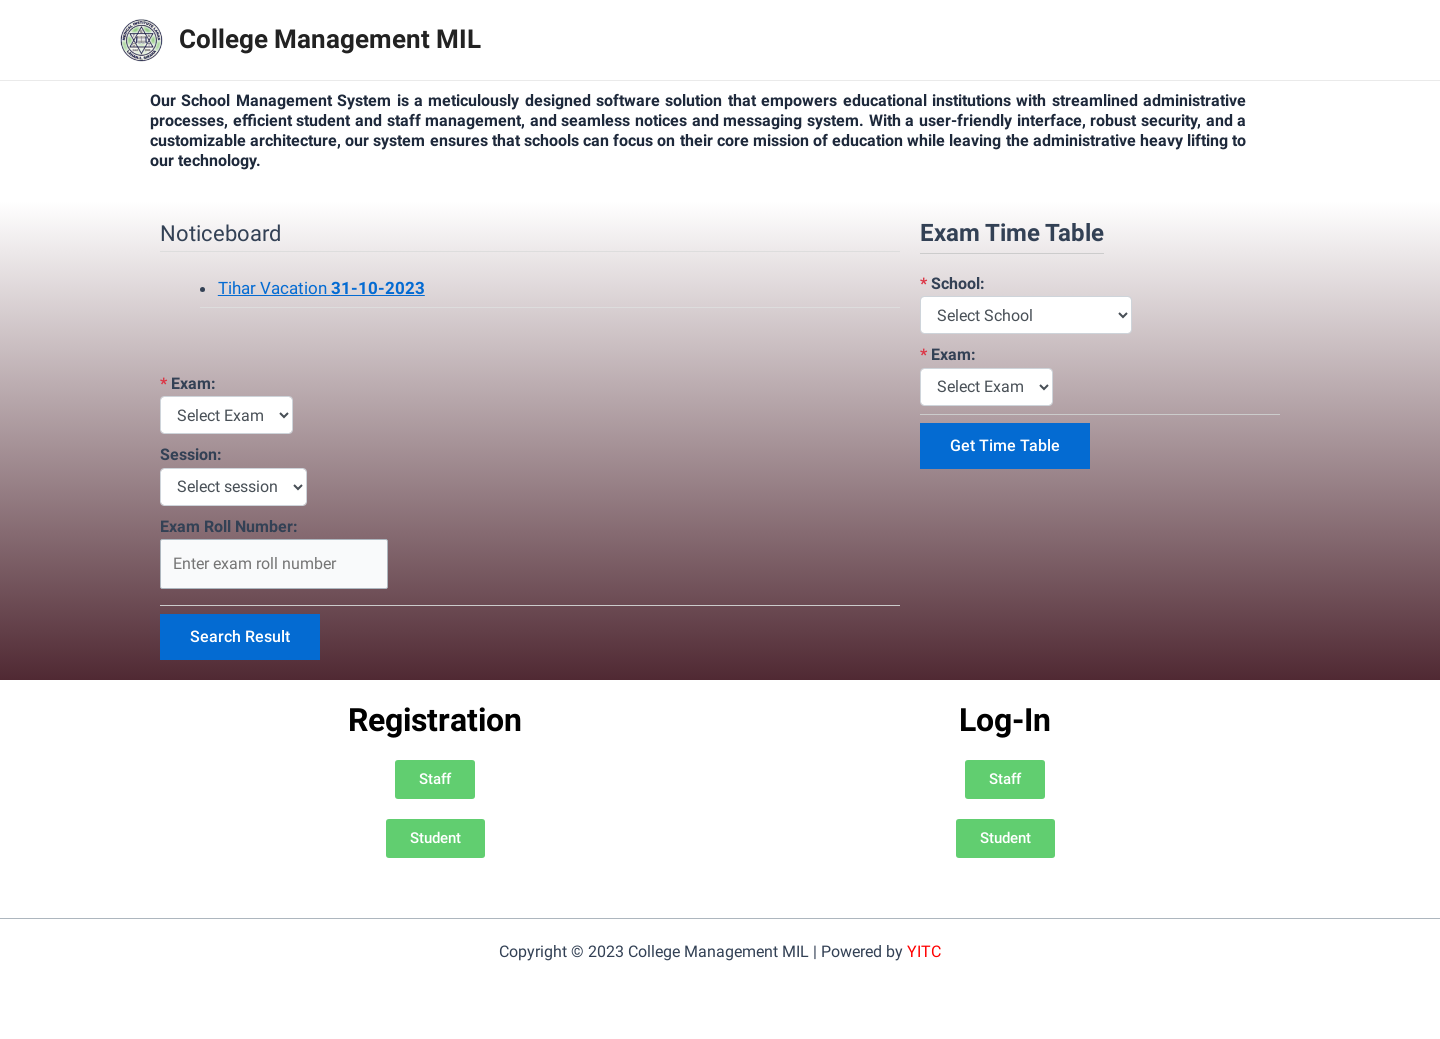 College Management MIL
Our School Management System is a meticulously designed software solution that empowers educational institutions with streamlined administrative
processes, efficient student and staff management, and seamless notices and messaging system. With a user-friendly interface, robust security, and a
customizable architecture, our system ensures that schools can focus on their core mission of education while leaving the administrative heavy lifting to
our technology.
Noticeboard
Tihar Vacation 31-10-2023
* Exam:
Select Exam
Session:
Select session
Exam Roll Number:
Enter exam roll number
Search Result
Exam Time Table
* School:
Select School
* Exam:
Select Exam
Get Time Table
Registration
Staff
Student
Log-In
Staff
Student
Copyright © 2023 College Management MIL | Powered by YITC